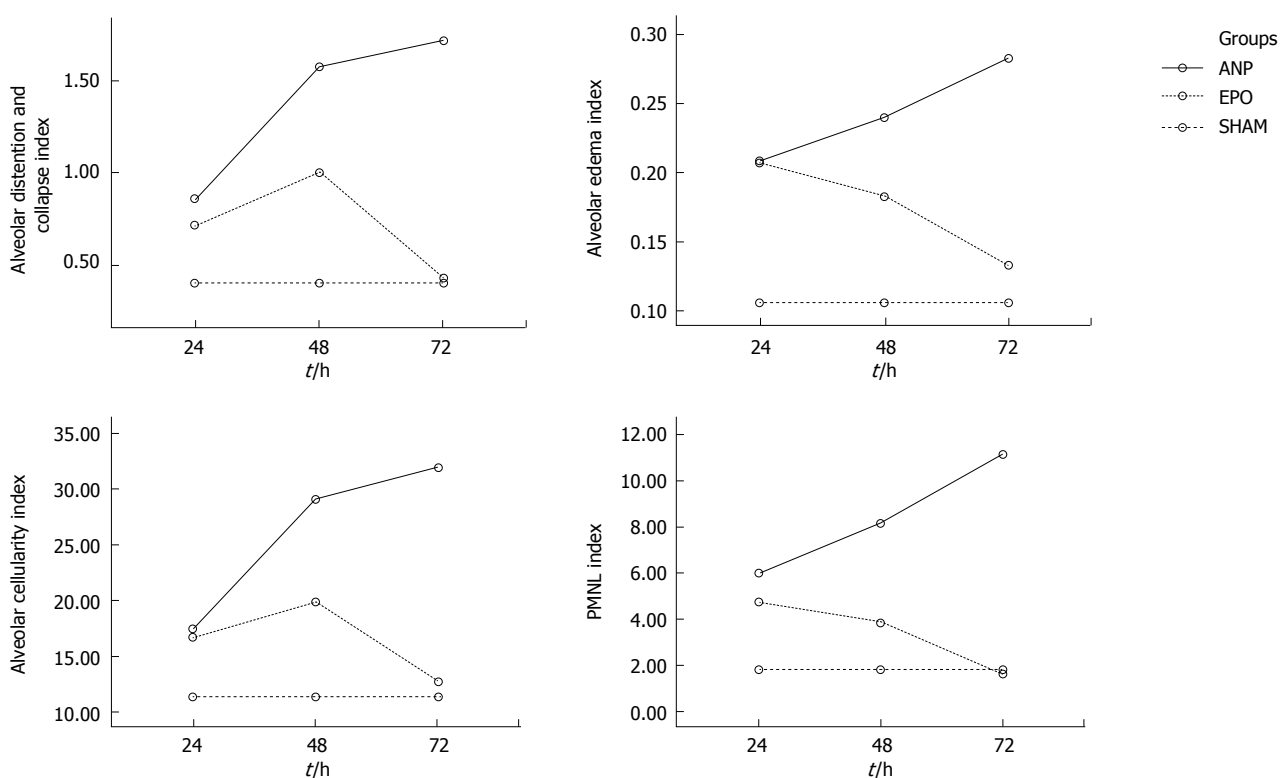 Alveolar distention and
collapse index
1.50
1.00
0.50
24 48 72
t/h
Alveolar edema index
0.30
0.25
0.20
0.15
0.10
24 48 72
t/h
Groups
ANP
EPO
SHAM
Alveolar cellularity index
35.00
30.00
25.00
20.00
15.00
10.00
24 48 72
t/h
PMNL index
12.00
10.00
8.00
6.00
4.00
2.00
0.00
24 48 72
t/h